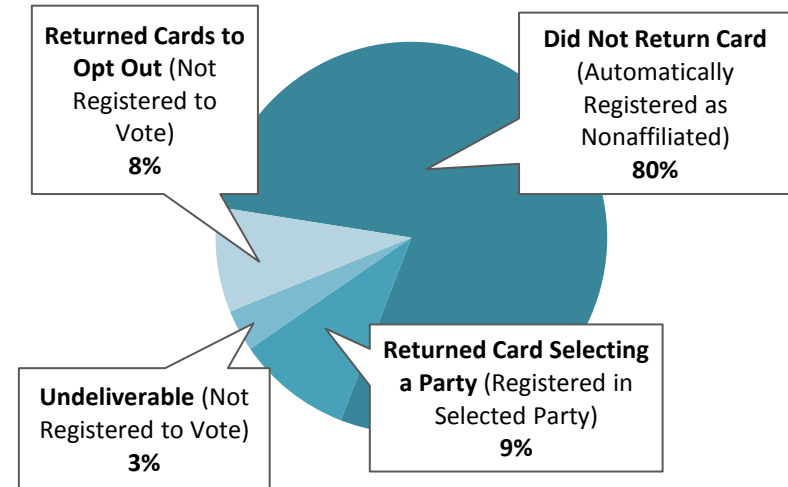 Returned Cards to
Opt Out (Not
Registered to
Vote)
8%
Did Not Return Card
(Automatically
Registered as
Nonaffiliated)
80%
Undeliverable (Not
Registered to Vote)
3%
Returned Card Selecting
a Party (Registered in
Selected Party)
9%